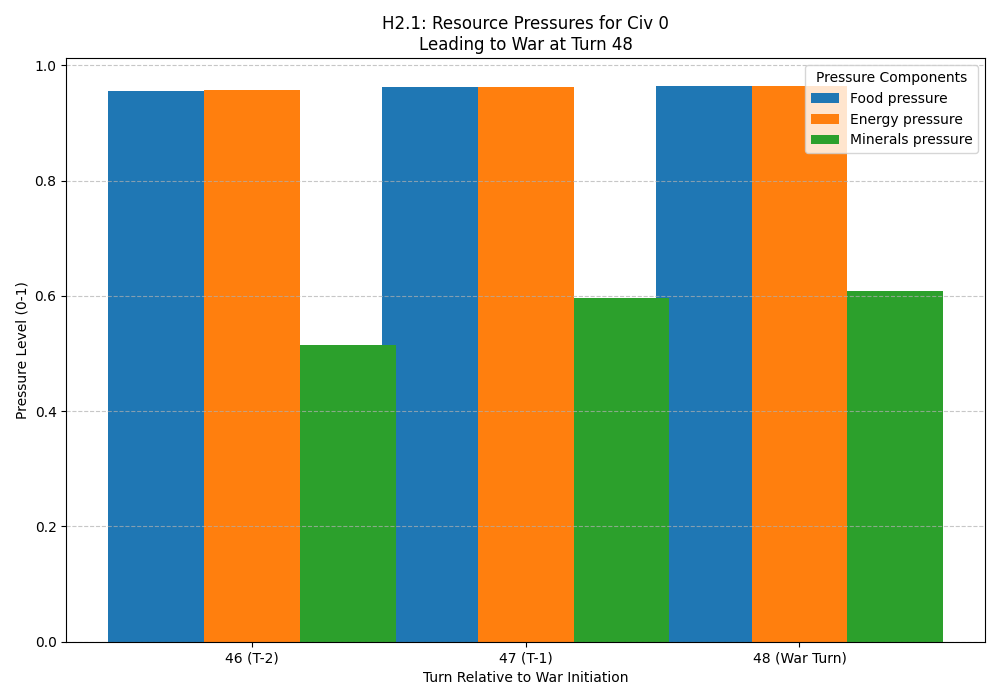 H2.1: Resource Pressures for Civ 0
Leading to War at Turn 48
Pressure Components
Food pressure
Energy pressure
Minerals pressure
Pressure Level (0-1)
1.0
0.8
0.6
0.4
0.2
0.0
46 (T-2)
47 (T-1)
48 (War Turn)
Turn Relative to War Initiation